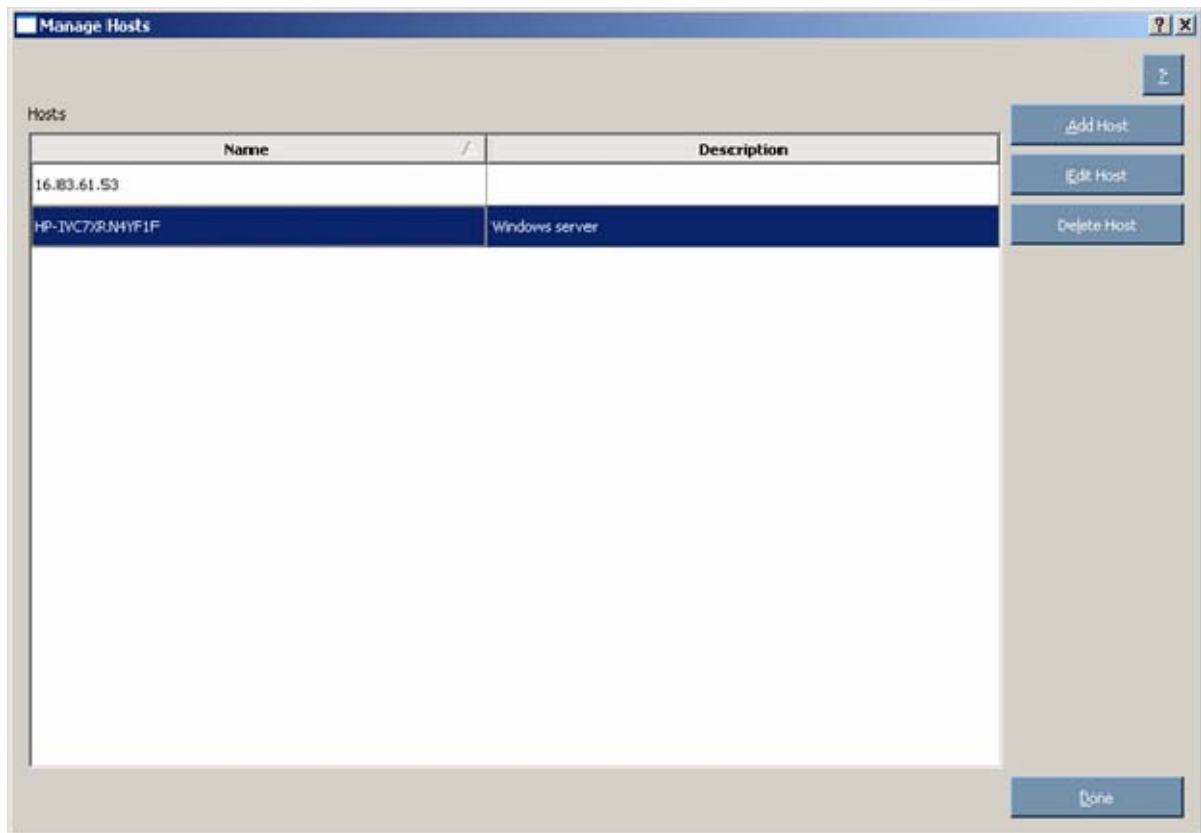 Manage Hosts
?
Hosts
Name Description
16.83.61.53
HP-IVC7XRN4YF1F Windows server
Add Host
Edit Host
Delete Host
Done